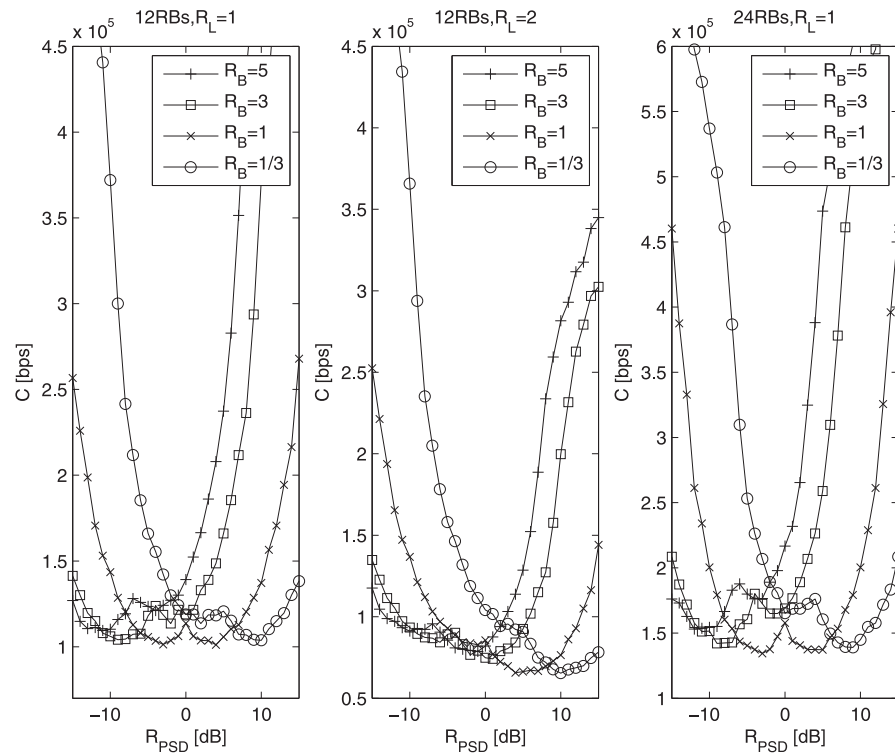 12RBs,R_L=1
x 10^5
4.5
4
3.5
3
2.5
2
1.5
1
−10 0 10
R_PSD [dB]
C [bps]
R_B=5
R_B=3
R_B=1
R_B=1/3
12RBs,R_L=2
x 10^5
4.5
4
3.5
3
2.5
2
1.5
1
0.5
−10 0 10
R_PSD [dB]
C [bps]
R_B=5
R_B=3
R_B=1
R_B=1/3
24RBs,R_L=1
x 10^5
6
5.5
5
4.5
4
3.5
3
2.5
2
1.5
1
−10 0 10
R_PSD [dB]
C [bps]
R_B=5
R_B=3
R_B=1
R_B=1/3